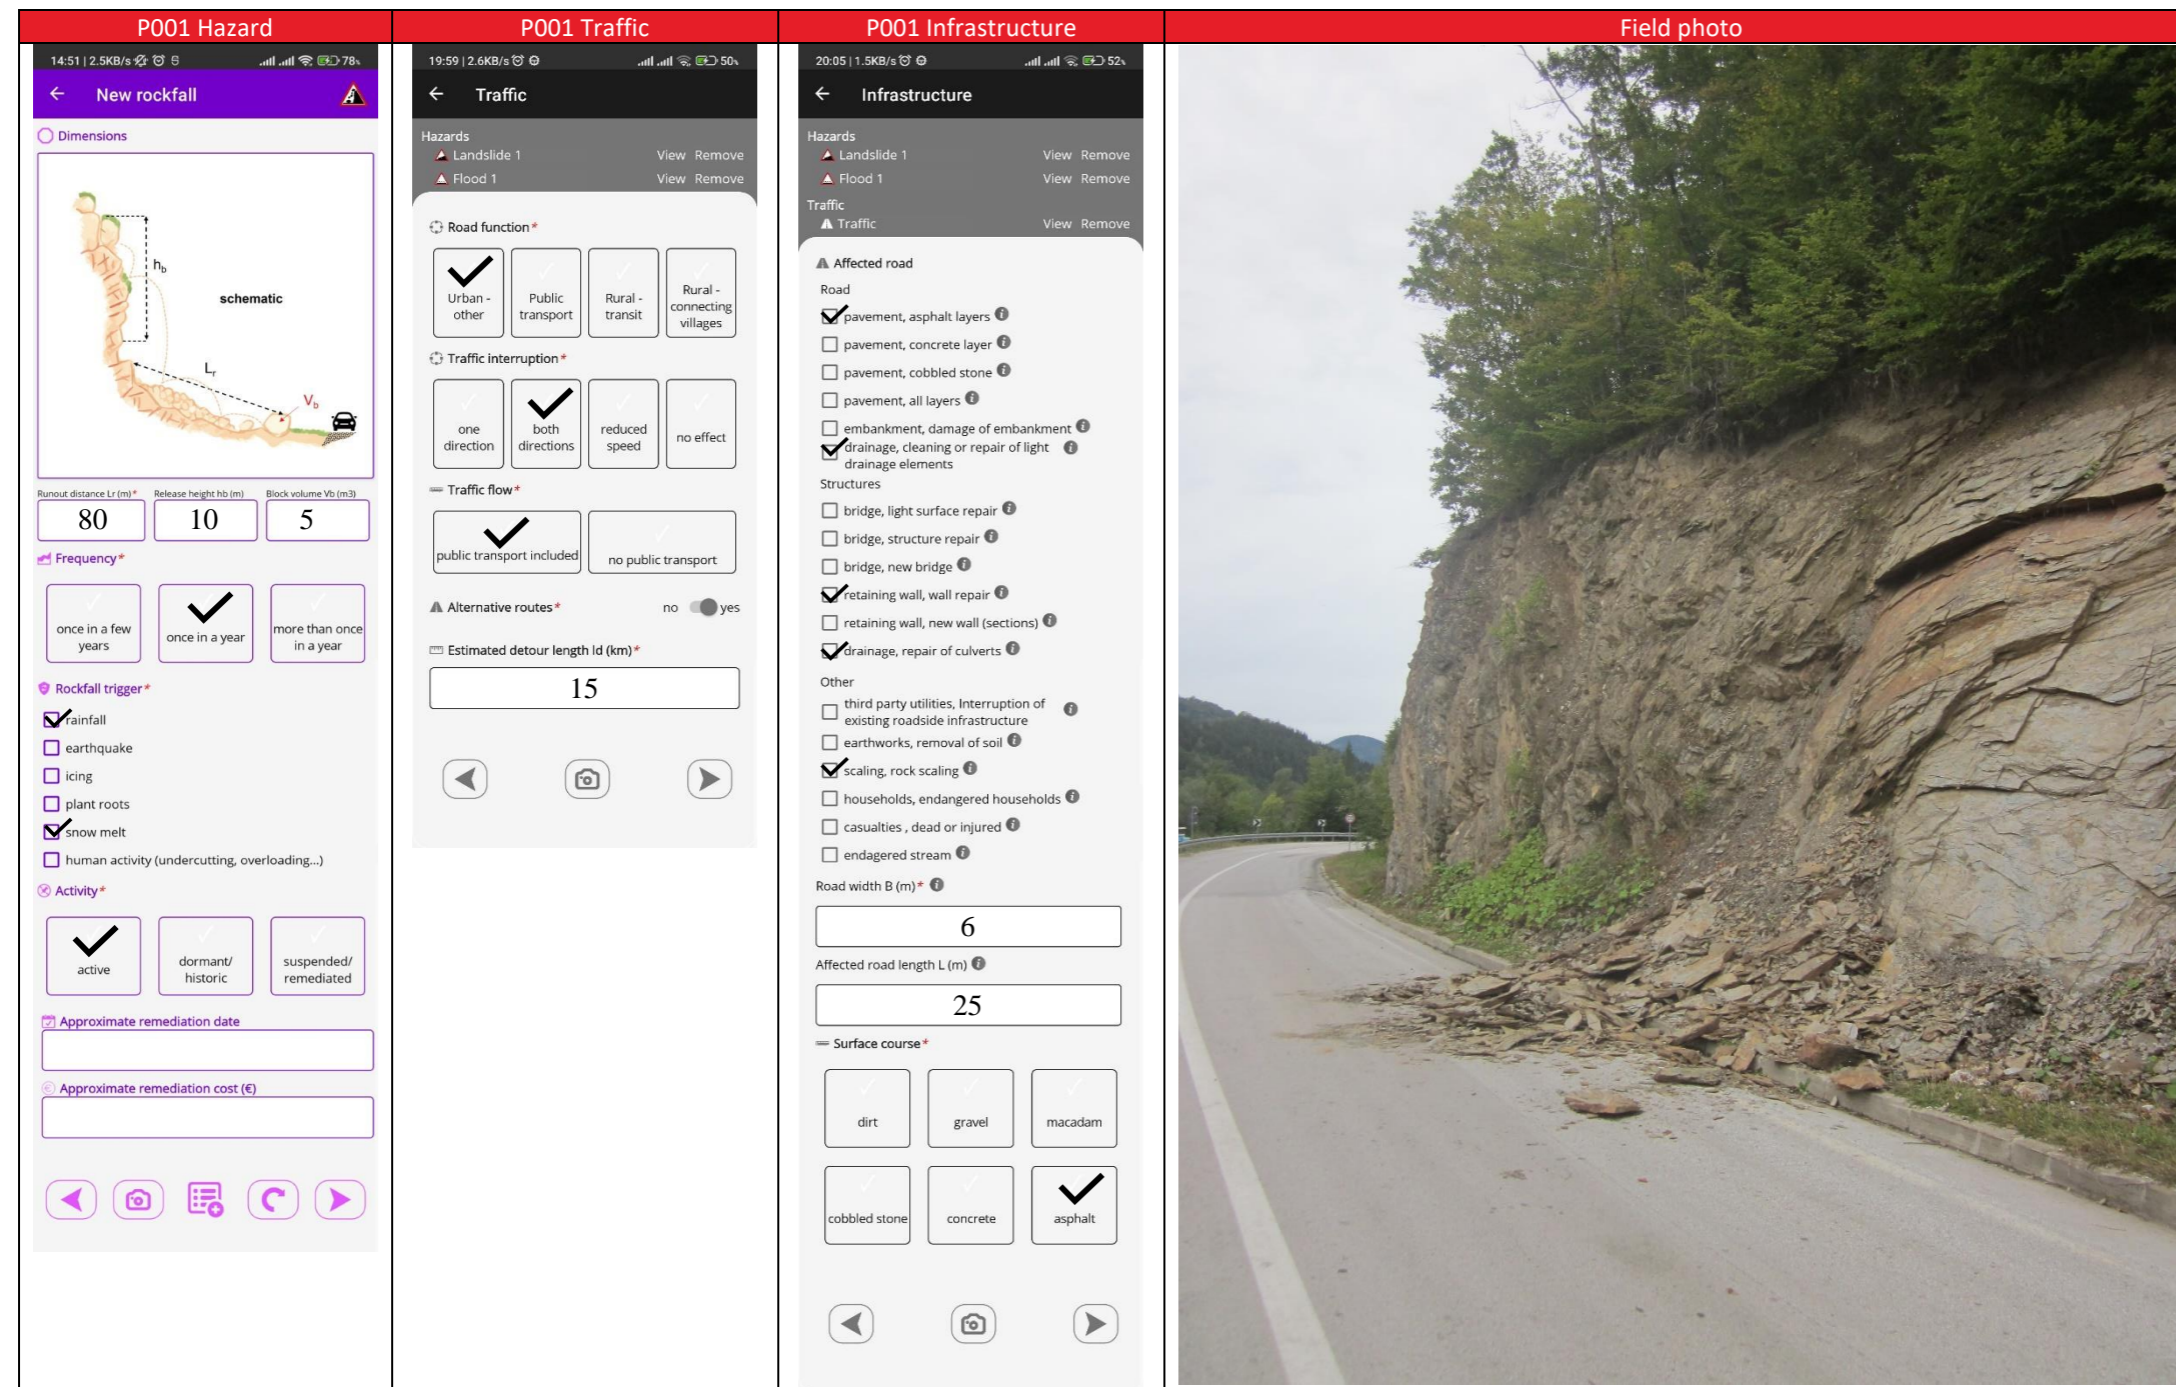 P001 Hazard
14:51 | 2.5KB/s
78%
New rockfall
Dimensions
hb
schematic
Lr
Vb
Runout distance Lr (m)*
Release height hb (m)
Block volume Vb (m3)
80
10
5
Frequency*
once in a few
years
once in a year
more than once
in a year
Rockfall trigger*
rainfall
earthquake
icing
plant roots
snow melt
human activity (undercutting, overloading...)
Activity*
active
dormant/
historic
suspended/
remediated
Approximate remediation date
Approximate remediation cost (€)
P001 Traffic
19:59 | 2.6KB/s
50%
Traffic
Hazards
Landslide 1 View Remove
Flood 1 View Remove
Road function*
Urban -
other
Public
transport
Rural -
transit
Rural -
connecting
villages
Traffic interruption*
one
direction
both
directions
reduced
speed
no effect
Traffic flow*
public transport included
no public transport
Alternative routes* no yes
Estimated detour length ld (km)*
15
P001 Infrastructure
20:05 | 1.5KB/s
52%
Infrastructure
Hazards
Landslide 1 View Remove
Flood 1 View Remove
Traffic
Traffic View Remove
Affected road
Road
pavement, asphalt layers
pavement, concrete layer
pavement, cobbled stone
pavement, all layers
embankment, damage of embankment
drainage, cleaning or repair of light
drainage elements
Structures
bridge, light surface repair
bridge, structure repair
bridge, new bridge
retaining wall, wall repair
retaining wall, new wall (sections)
drainage, repair of culverts
Other
third party utilities, Interruption of
existing roadside infrastructure
earthworks, removal of soil
scaling, rock scaling
households, endangered households
casualties , dead or injured
endagered stream
Road width B (m)*
6
Affected road length L (m)
25
Surface course*
dirt
gravel
macadam
cobbled stone
concrete
asphalt
Field photo